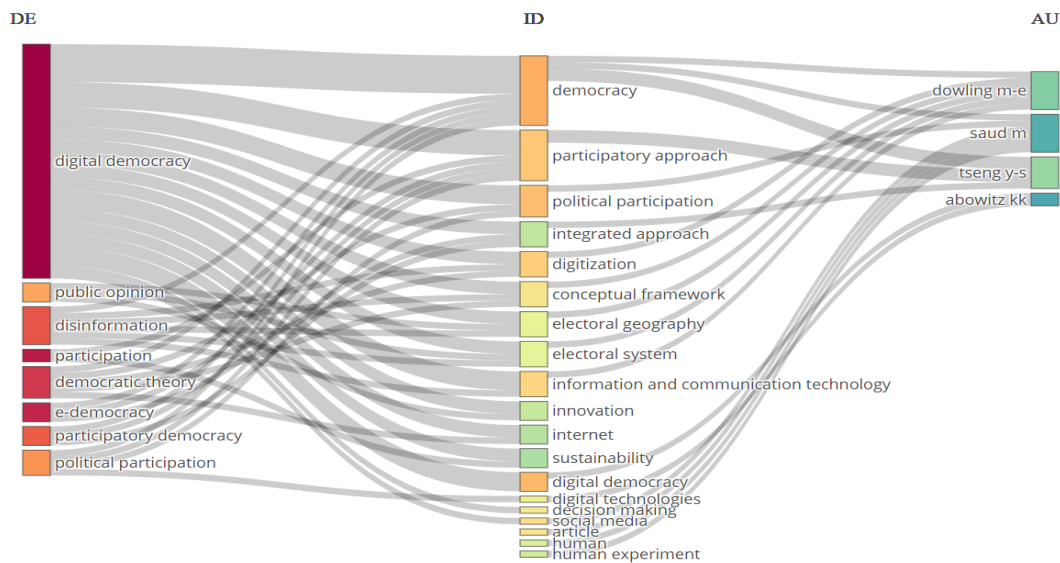 DE
ID
AU
digital democracy
public opinion
disinformation
participation
democratic theory
e-democracy
participatory democracy
political participation
democracy
participatory approach
political participation
integrated approach
digitization
conceptual framework
electoral geography
electoral system
information and communication technology
innovation
internet
sustainability
digital democracy
digital technologies
decision making
social media
article
human
human experiment
dowling m-e
saud m
tseng y-s
abowitz kk